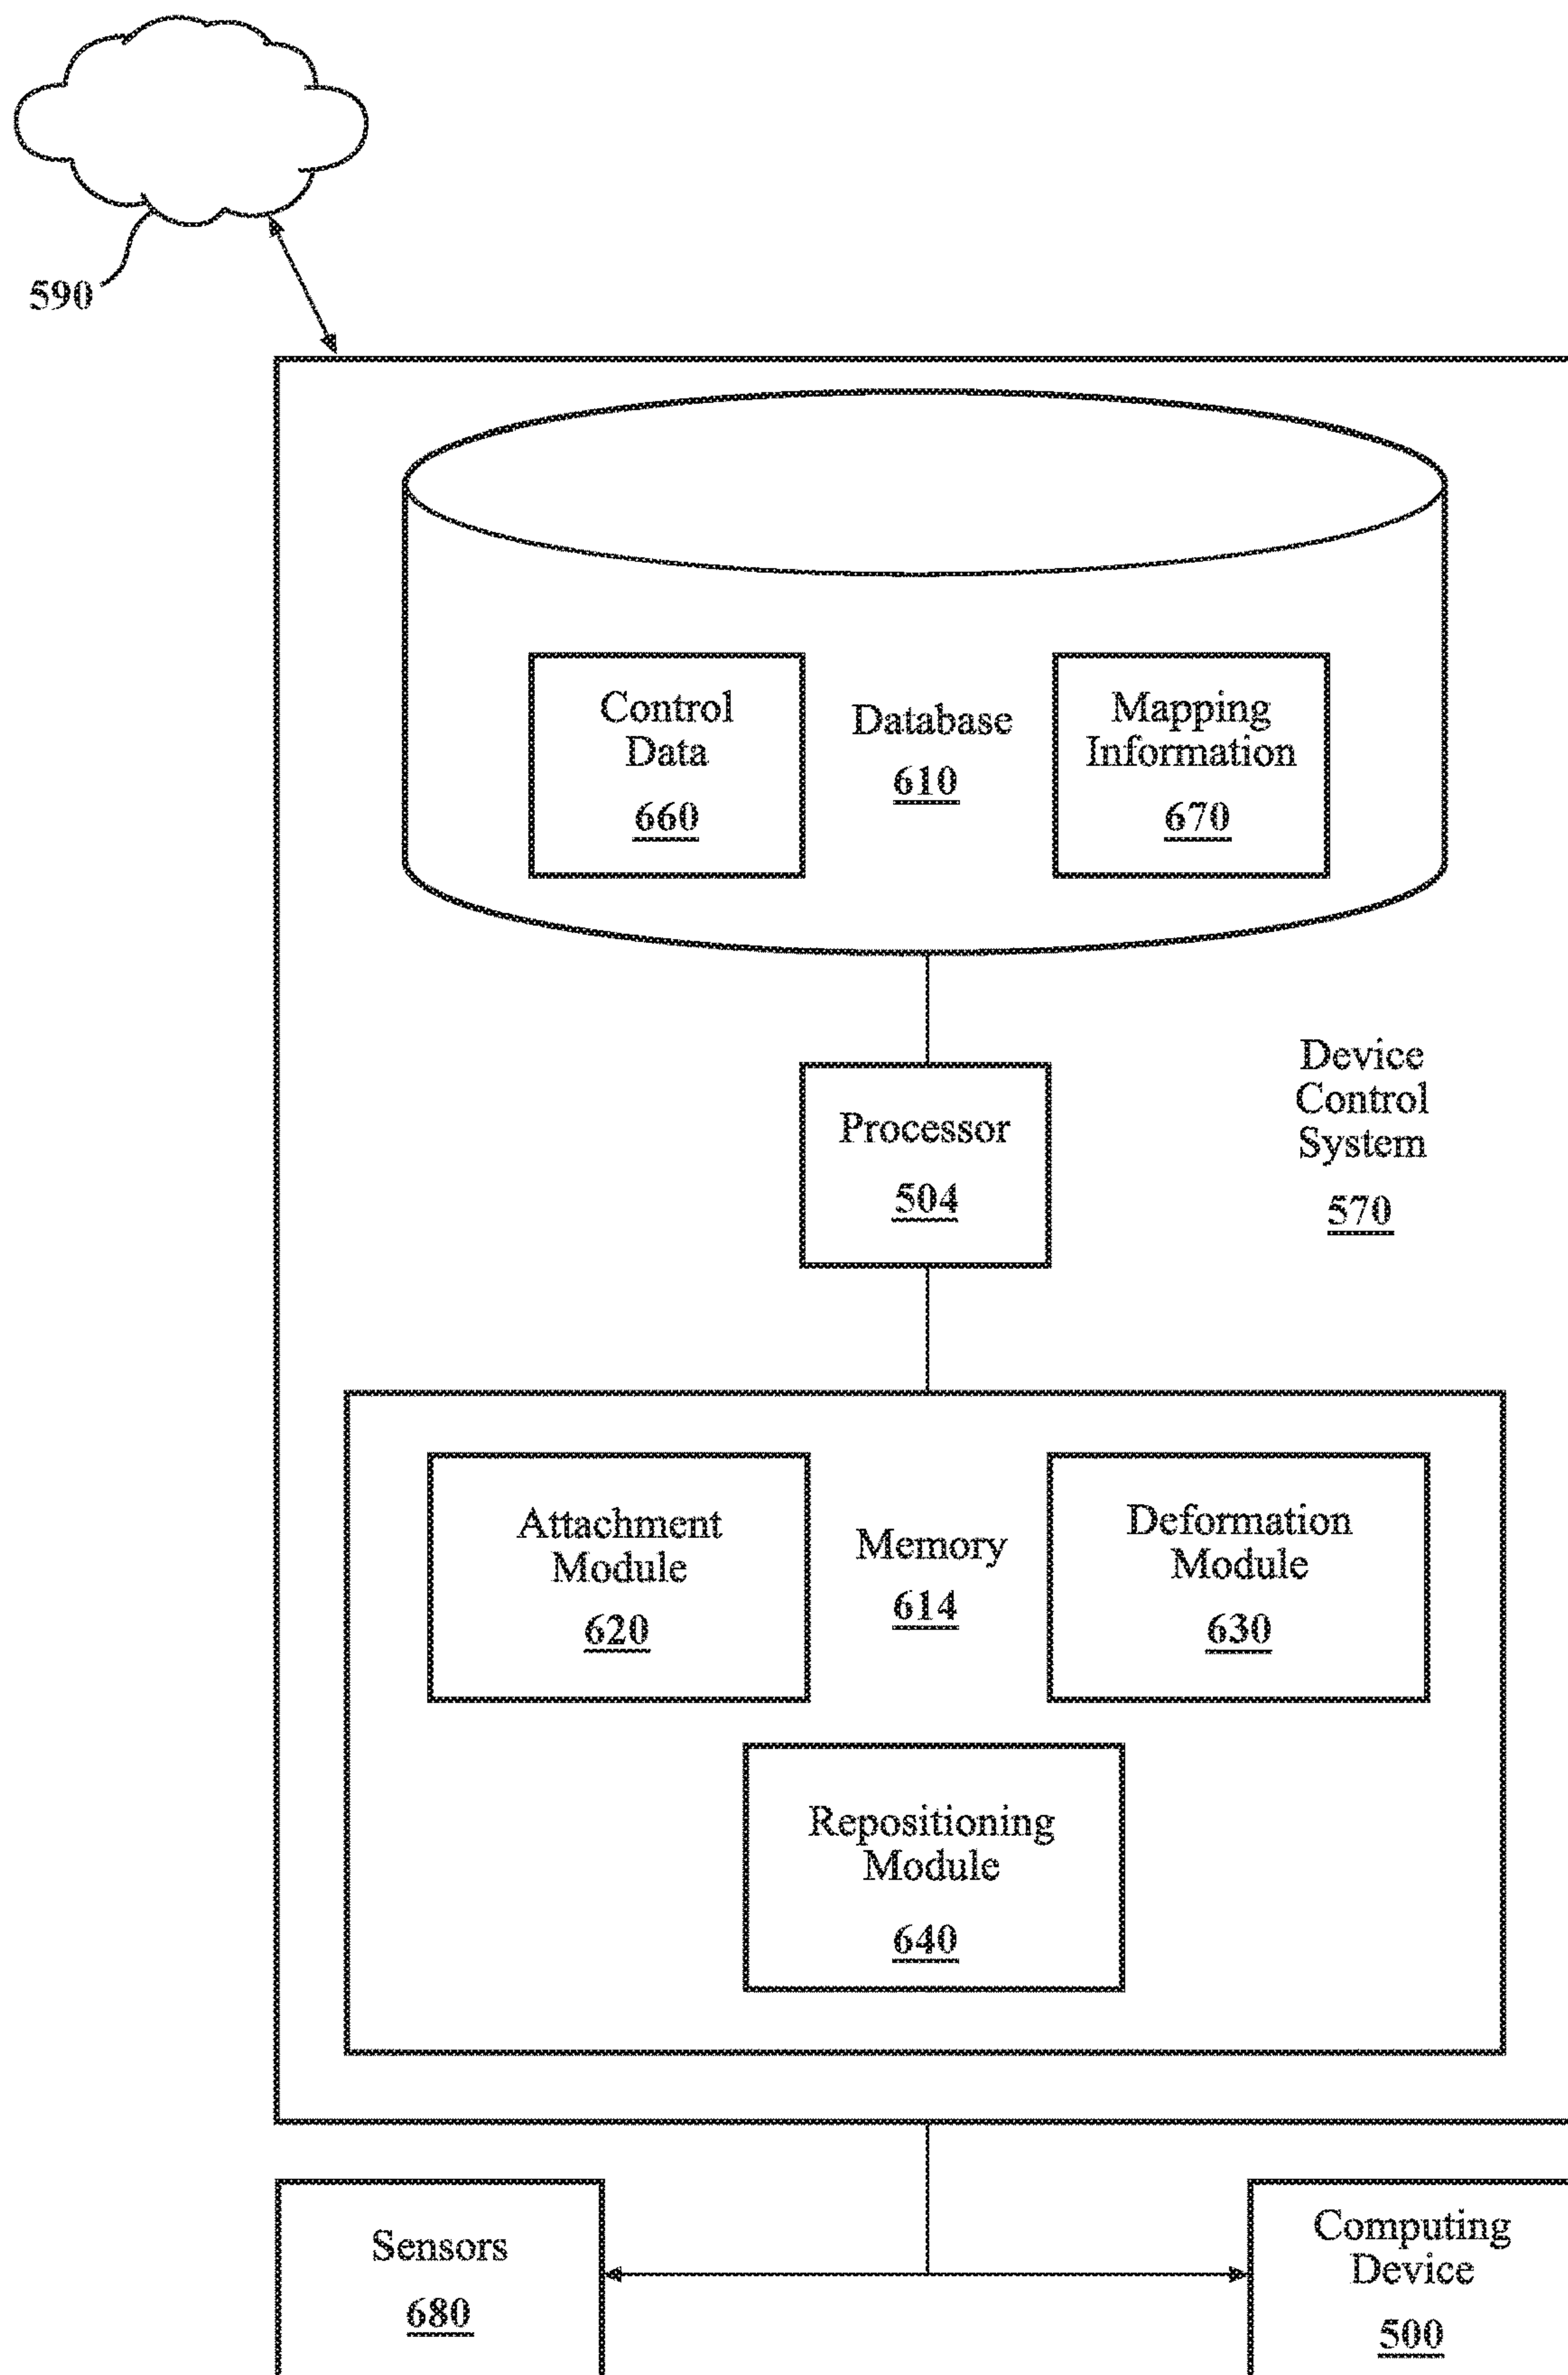 590
Control
Data
660
Database
610
Mapping
Information
670
Processor
504
Device
Control
System
570
Attachment
Module
620
Memory
614
Deformation
Module
630
Repositioning
Module
640
Sensors
680
Computing
Device
500